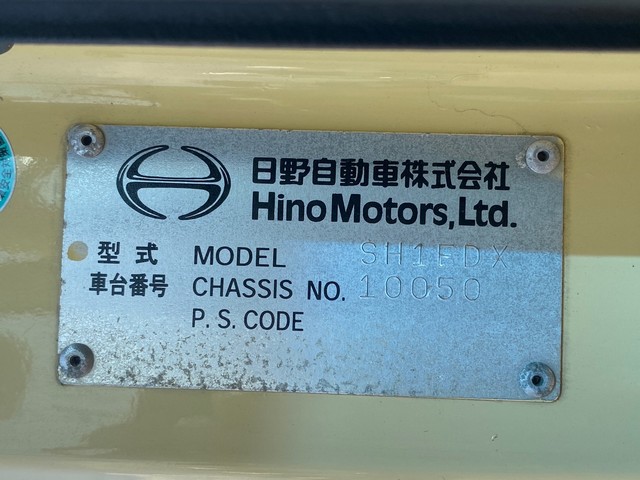 日野自動車株式会社
Hino Motors, Ltd.
型式 MODEL SH1EDX
車台番号 CHASSIS NO. 10050
P. S. CODE